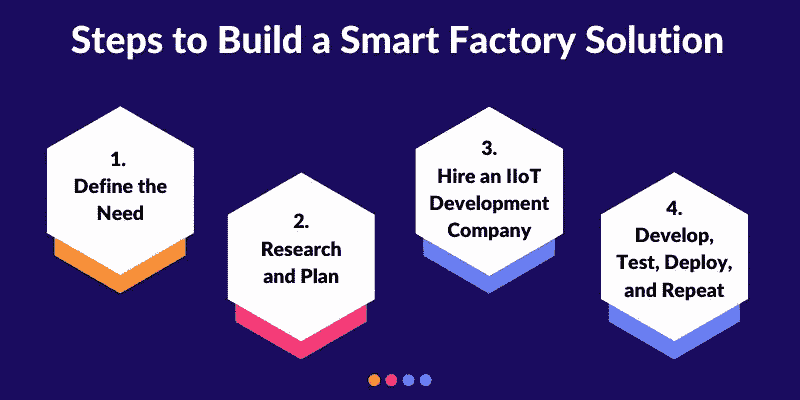 Steps to Build a Smart Factory Solution
1.
Define the
Need
2.
Research
and Plan
3.
Hire an IIoT
Development
Company
4.
Develop,
Test, Deploy,
and Repeat